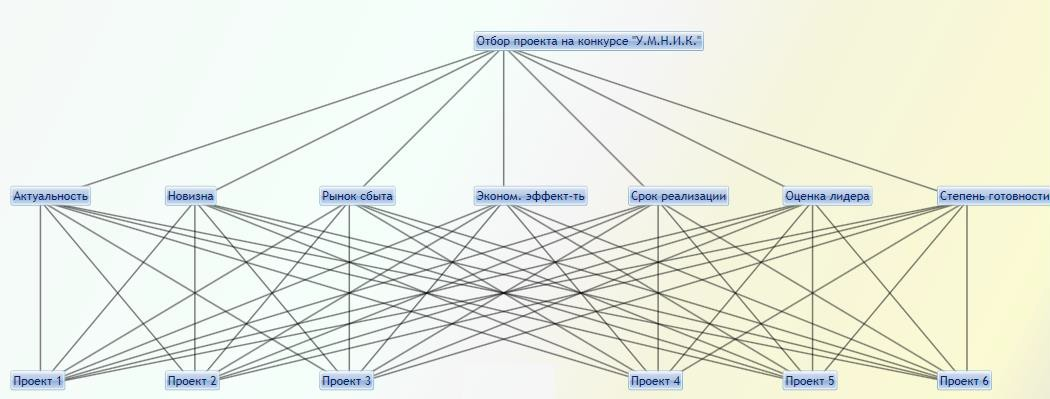 Отбор проекта на конкурсе "У.М.Н.И.К."
Актуальность
Новизна
Рынок сбыта
Эконом. эффект-ть
Срок реализации
Оценка лидера
Степень готовности
Проект 1
Проект 2
Проект 3
Проект 4
Проект 5
Проект 6